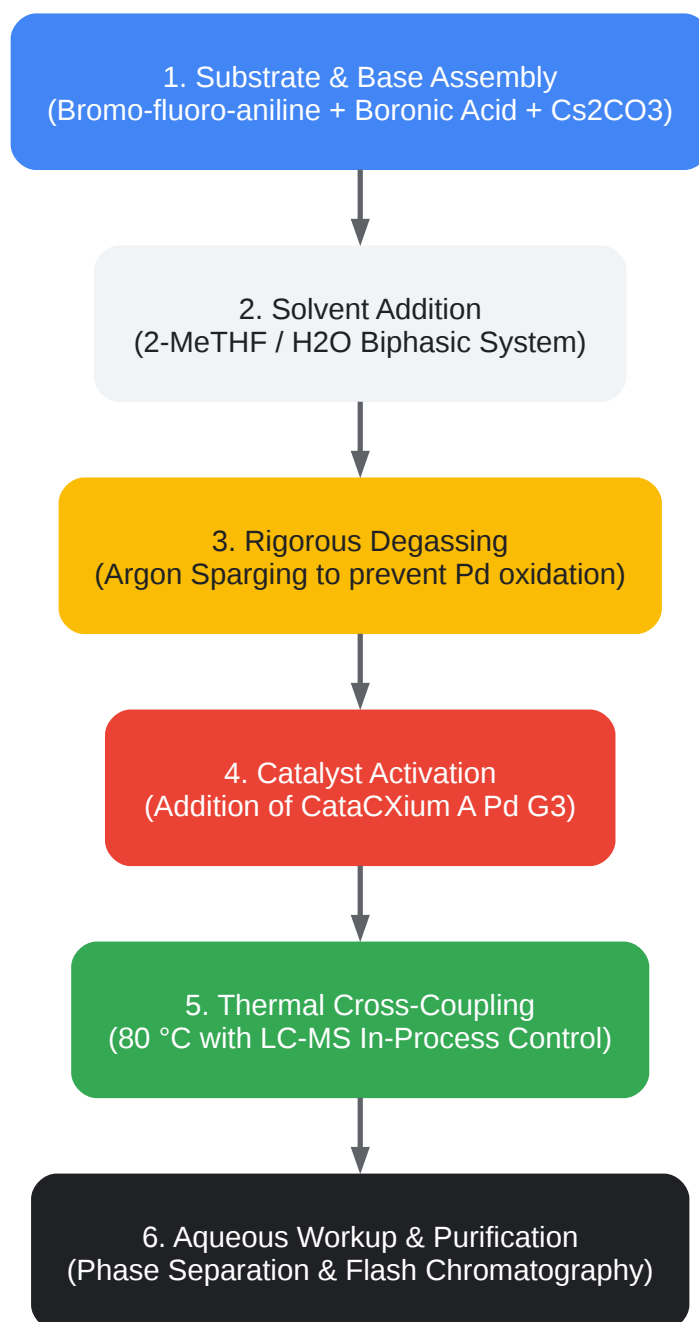 1. Substrate & Base Assembly
(Bromo-fluoro-aniline + Boronic Acid + Cs2CO3)
2. Solvent Addition
(2-MeTHF / H2O Biphasic System)
3. Rigorous Degassing
(Argon Sparging to prevent Pd oxidation)
4. Catalyst Activation
(Addition of CataCXium A Pd G3)
5. Thermal Cross-Coupling
(80 °C with LC-MS In-Process Control)
6. Aqueous Workup & Purification
(Phase Separation & Flash Chromatography)